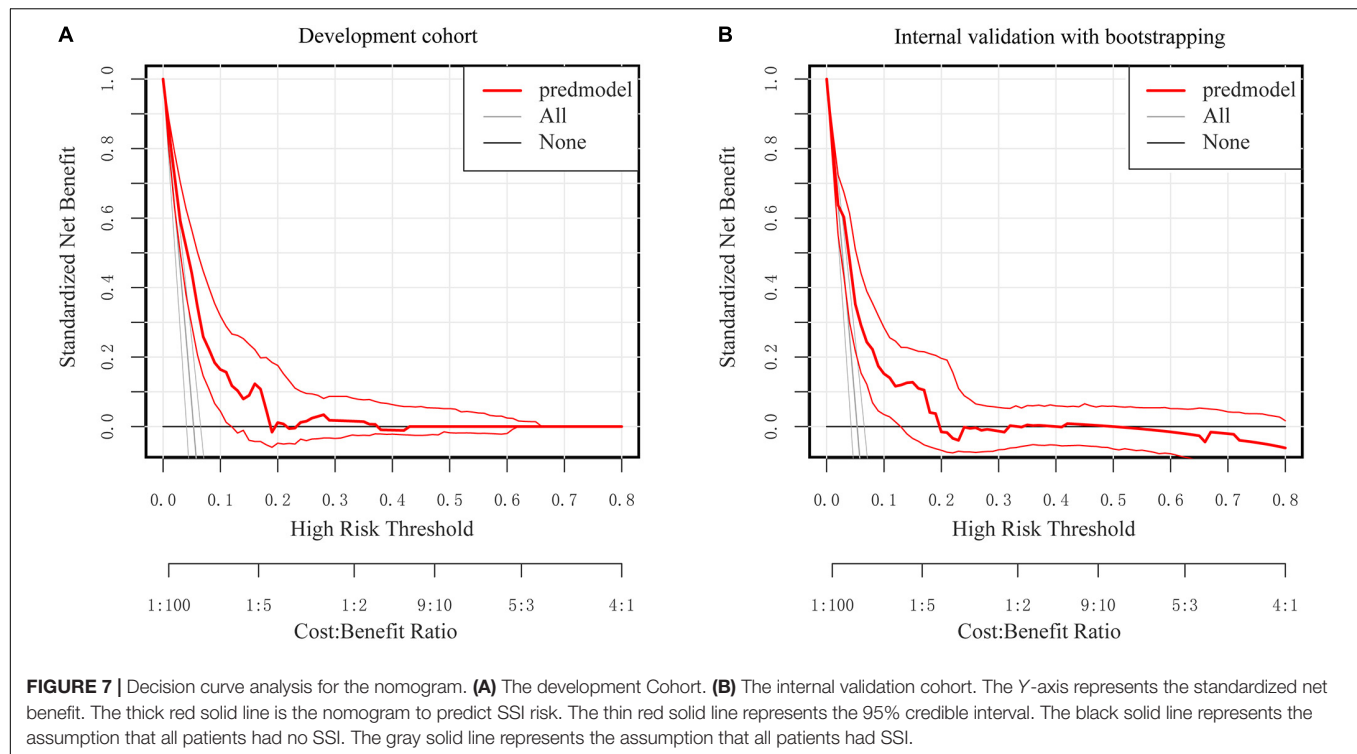 A
Development cohort
predmodel
All
None
Standardized Net Benefit
1.0
0.8
0.6
0.4
0.2
0.0
0.0 0.1 0.2 0.3 0.4 0.5 0.6 0.7 0.8
High Risk Threshold
1:100 1:5 1:2 9:10 5:3 4:1
Cost:Benefit Ratio
B
Internal validation with bootstrapping
predmodel
All
None
Standardized Net Benefit
1.0
0.8
0.6
0.4
0.2
0.0
0.0 0.1 0.2 0.3 0.4 0.5 0.6 0.7 0.8
High Risk Threshold
1:100 1:5 1:2 9:10 5:3 4:1
Cost:Benefit Ratio
FIGURE 7 | Decision curve analysis for the nomogram. (A) The development Cohort. (B) The internal validation cohort. The Y-axis represents the standardized net
benefit. The thick red solid line is the nomogram to predict SSI risk. The thin red solid line represents the 95% credible interval. The black solid line represents the
assumption that all patients had no SSI. The gray solid line represents the assumption that all patients had SSI.